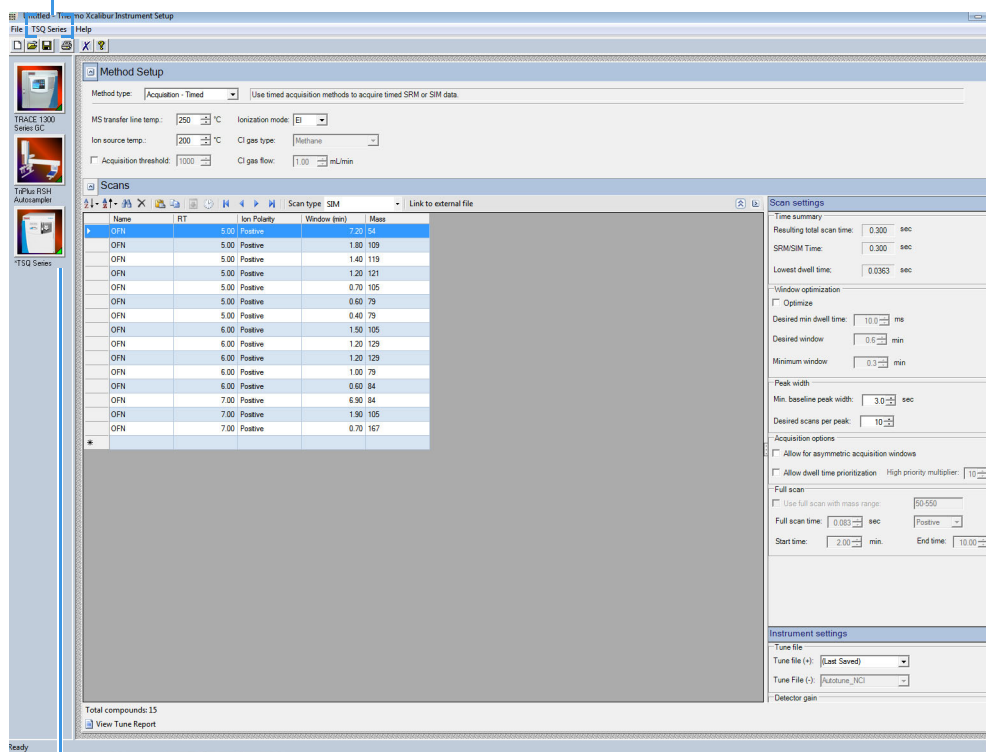 Untitled - Thermo Xcalibur Instrument Setup
File TSQ Series Help
TRACE 1300
Series GC
TriPlus RSH
Autosampler
*TSQ Series
Method Setup
Method type: Acquisition - Timed Use timed acquisition methods to acquire timed SRM or SIM data.
MS transfer line temp.: 250 °C Ionization mode: EI
Ion source temp.: 200 °C CI gas type: Methane
Acquisition threshold: 1000 CI gas flow: 1.00 mL/min
Scans
Scan type SIM Link to external file
Name RT Ion Polarity Window (min) Mass
OFN 5.00 Positive 7.20 54
OFN 5.00 Positive 1.80 109
OFN 5.00 Positive 1.40 119
OFN 5.00 Positive 1.20 121
OFN 5.00 Positive 0.70 105
OFN 5.00 Positive 0.60 79
OFN 5.00 Positive 0.40 79
OFN 6.00 Positive 1.50 105
OFN 6.00 Positive 1.20 129
OFN 6.00 Positive 1.20 129
OFN 6.00 Positive 1.00 79
OFN 6.00 Positive 0.60 84
OFN 7.00 Positive 6.90 84
OFN 7.00 Positive 1.90 105
OFN 7.00 Positive 0.70 167
Total compounds: 15
View Tune Report
Scan settings
Time summary
Resulting total scan time: 0.300 sec
SRM/SIM Time: 0.300 sec
Lowest dwell time: 0.0363 sec
Window optimization
Optimize
Desired min dwell time: 10.0 ms
Desired window 0.6 min
Minimum window 0.3 min
Peak width
Min. baseline peak width: 3.0 sec
Desired scans per peak: 10
Acquisition options
Allow for asymmetric acquisition windows
Allow dwell time prioritization High priority multiplier: 10
Full scan
Use full scan with mass range: 50-550
Full scan time: 0.083 sec Positive
Start time: 2.00 min. End time: 10.00
Instrument settings
Tune file
Tune file (+): (Last Saved)
Tune File (-): Autotune_NCI
Detector gain
Ready